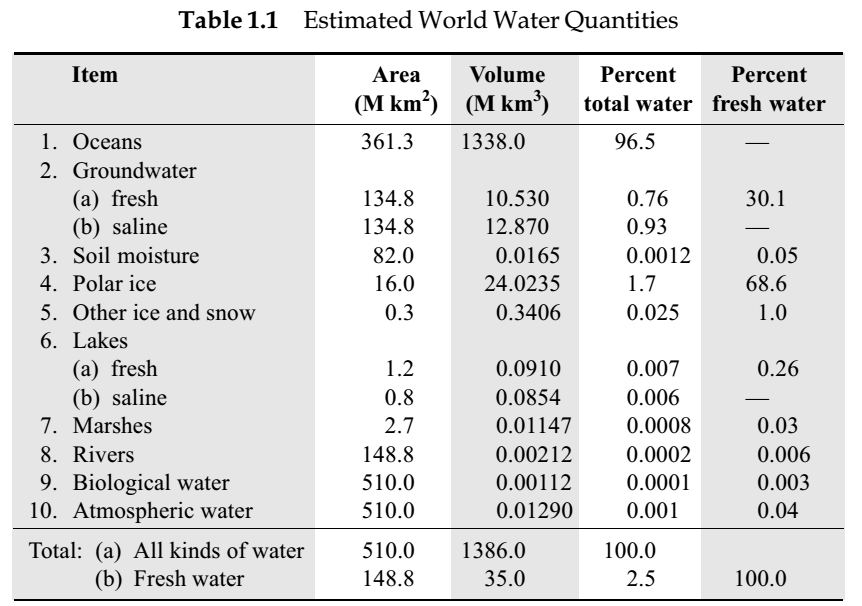 Table 1.1 Estimated World Water Quantities
Item Area Volume Percent Percent
(M km²) (M km³) total water fresh water
1. Oceans 361.3 1338.0 96.5 —
2. Groundwater
(a) fresh 134.8 10.530 0.76 30.1
(b) saline 134.8 12.870 0.93 —
3. Soil moisture 82.0 0.0165 0.0012 0.05
4. Polar ice 16.0 24.0235 1.7 68.6
5. Other ice and snow 0.3 0.3406 0.025 1.0
6. Lakes
(a) fresh 1.2 0.0910 0.007 0.26
(b) saline 0.8 0.0854 0.006 —
7. Marshes 2.7 0.01147 0.0008 0.03
8. Rivers 148.8 0.00212 0.0002 0.006
9. Biological water 510.0 0.00112 0.0001 0.003
10. Atmospheric water 510.0 0.01290 0.001 0.04
Total: (a) All kinds of water 510.0 1386.0 100.0
(b) Fresh water 148.8 35.0 2.5 100.0